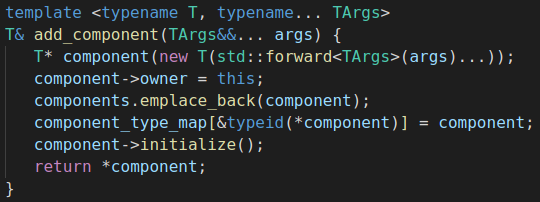 template <typename T, typename... TArgs>
T& add_component(TArgs&&... args) {
    T* component(new T(std::forward<TArgs>(args)...));
    component->owner = this;
    components.emplace_back(component);
    component_type_map[&typeid(*component)] = component;
    component->initialize();
    return *component;
}